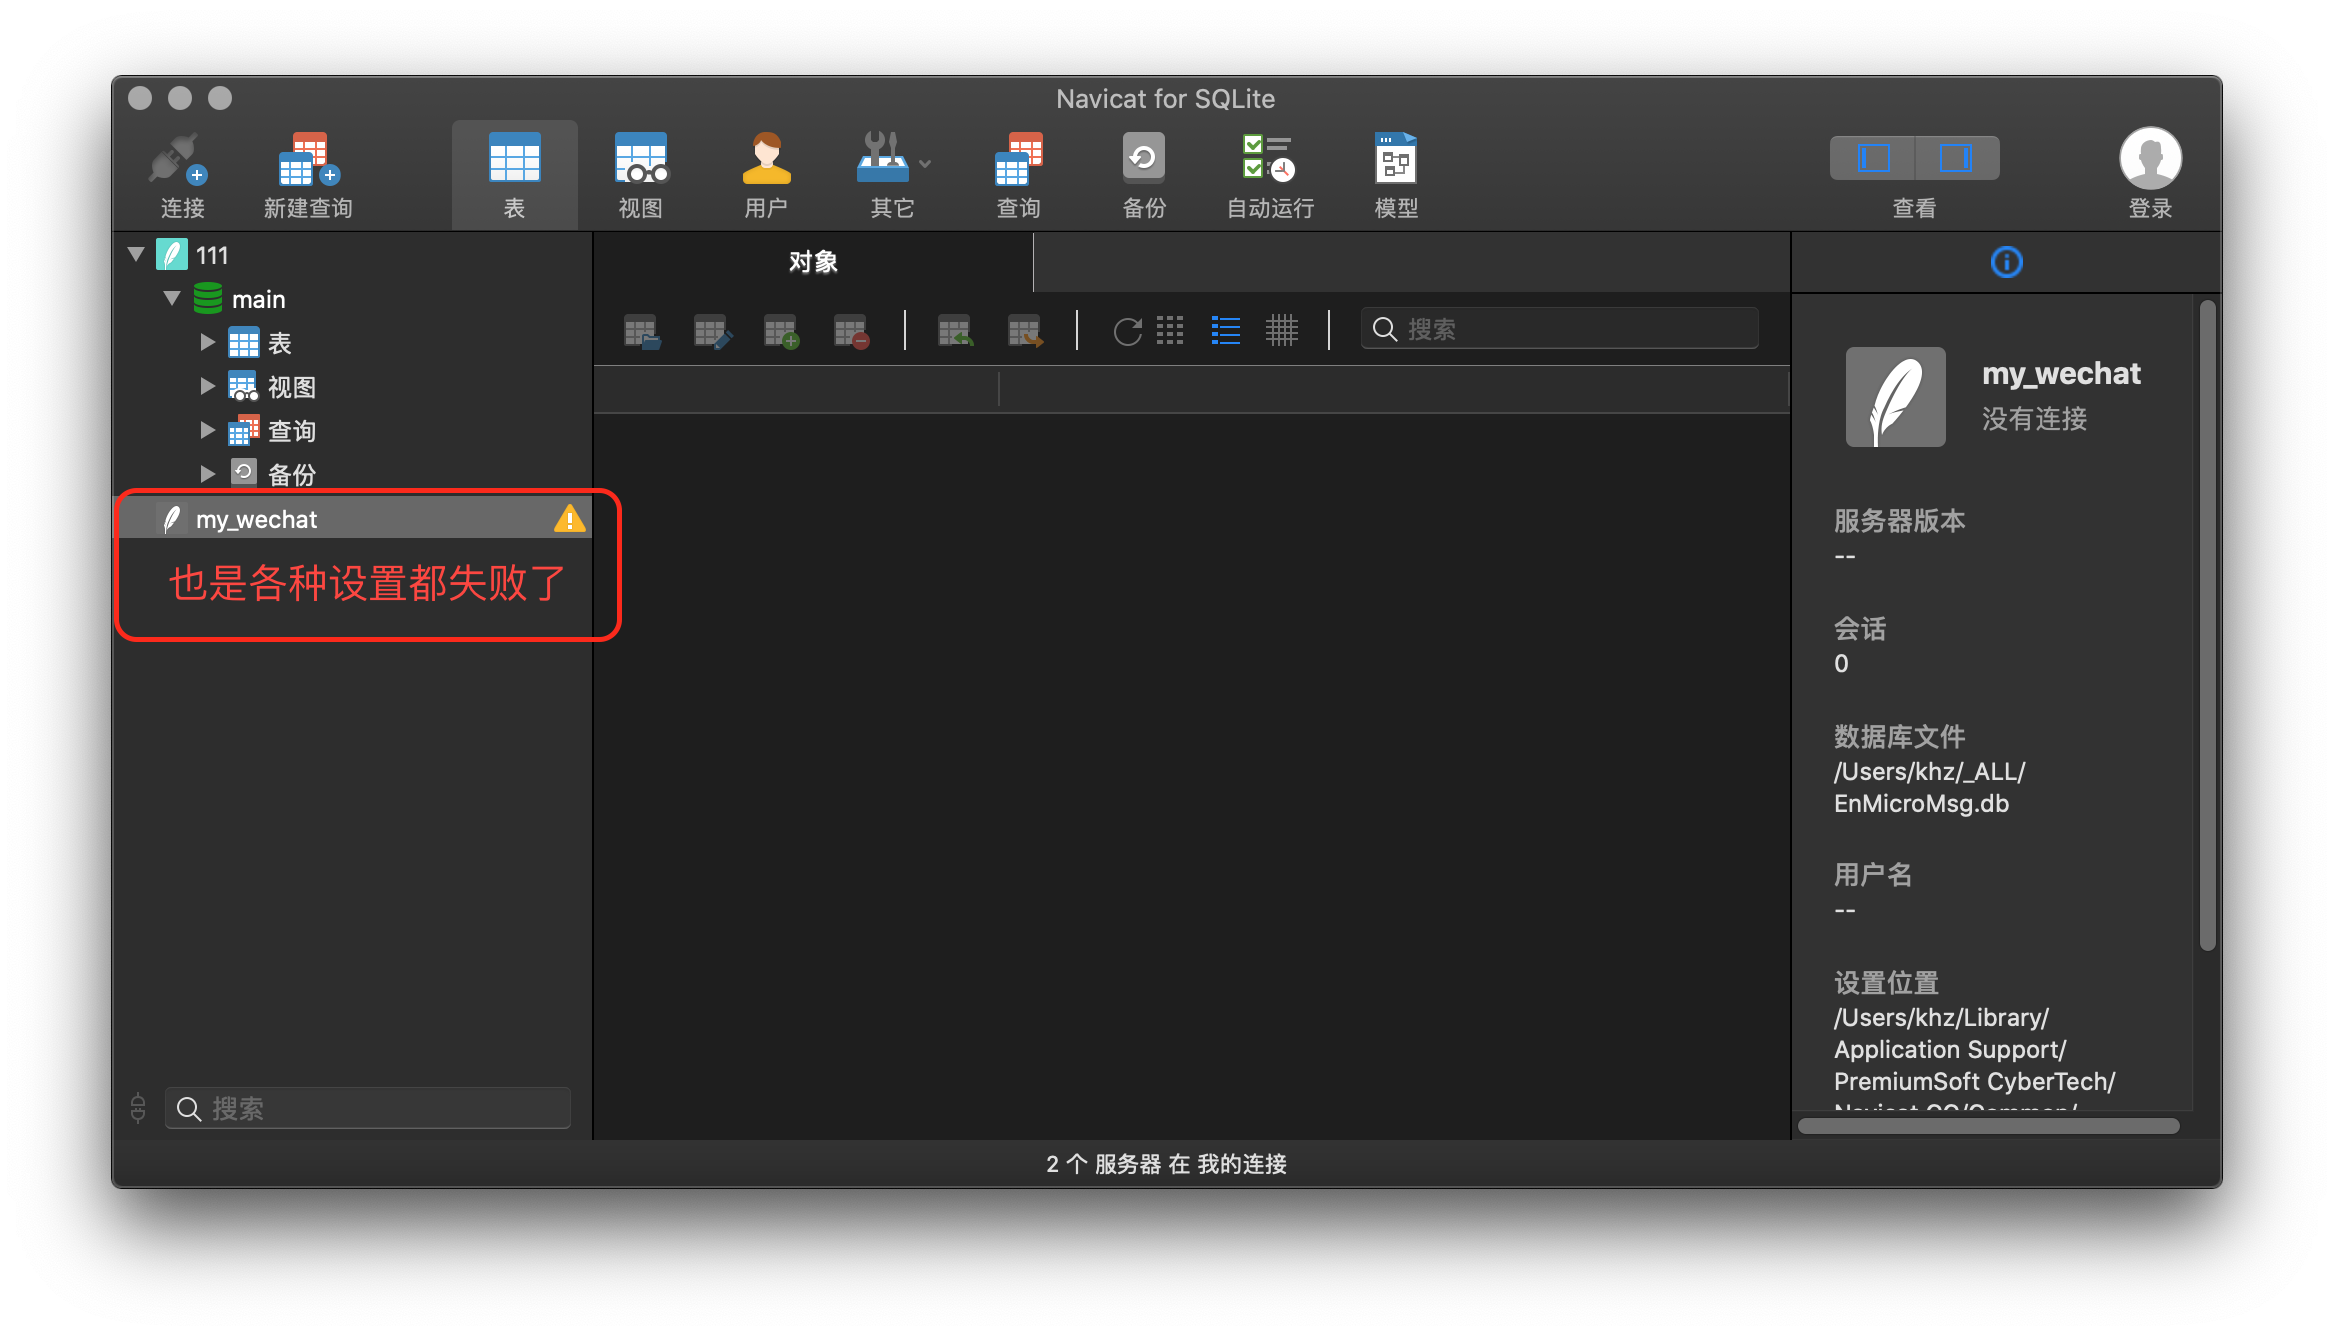 Navicat for SQLite
连接
新建查询
表
视图
用户
其它
查询
备份
自动运行
模型
查看
登录
111
main
表
视图
查询
备份
my_wechat
也是各种设置都失败了
搜索
对象
搜索
my_wechat
没有连接
服务器版本
--
会话
0
数据库文件
/Users/khz/_ALL/
EnMicroMsg.db
用户名
--
设置位置
/Users/khz/Library/
Application Support/
PremiumSoft CyberTech/
Navicat CC/Common/
2 个 服务器 在 我的连接